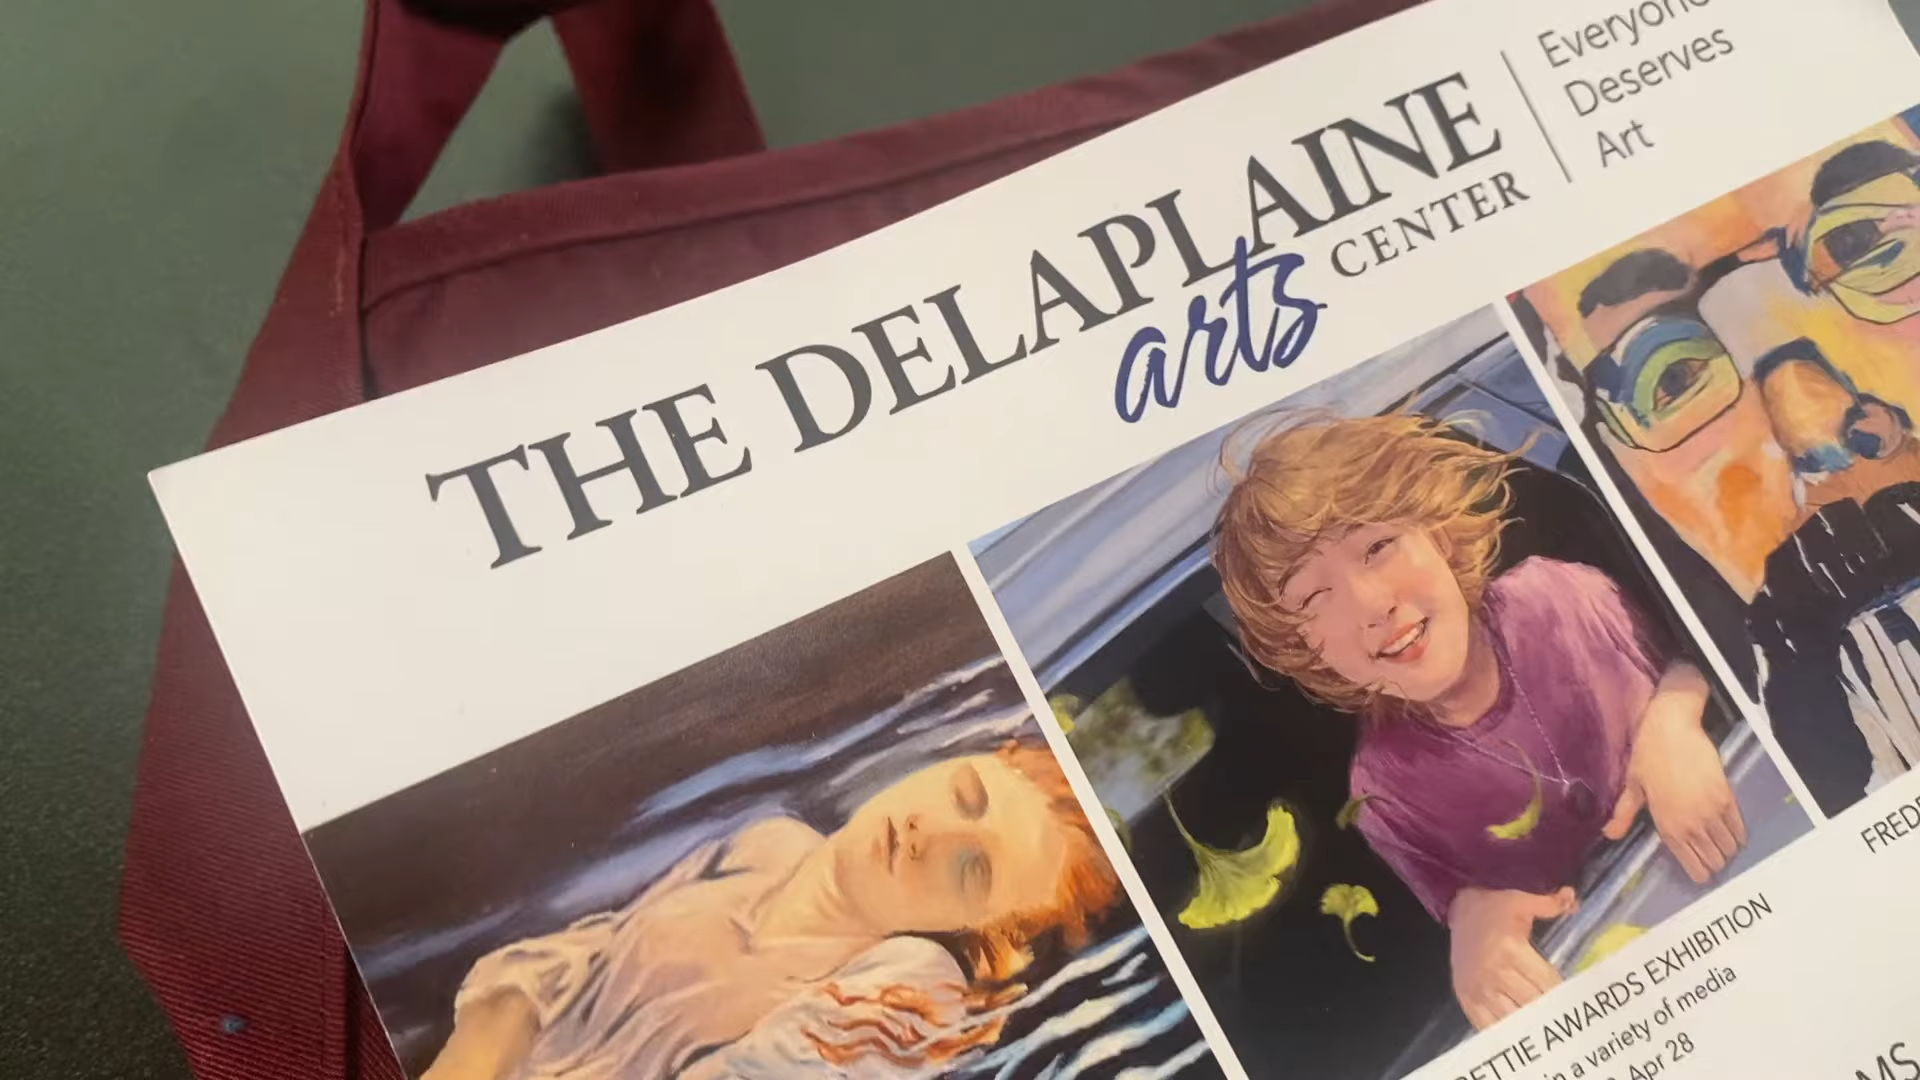 THE DELAPLAINE
arts CENTER
Everyone
Deserves
Art
AWARDS EXHIBITION
in a variety of media
Apr 28